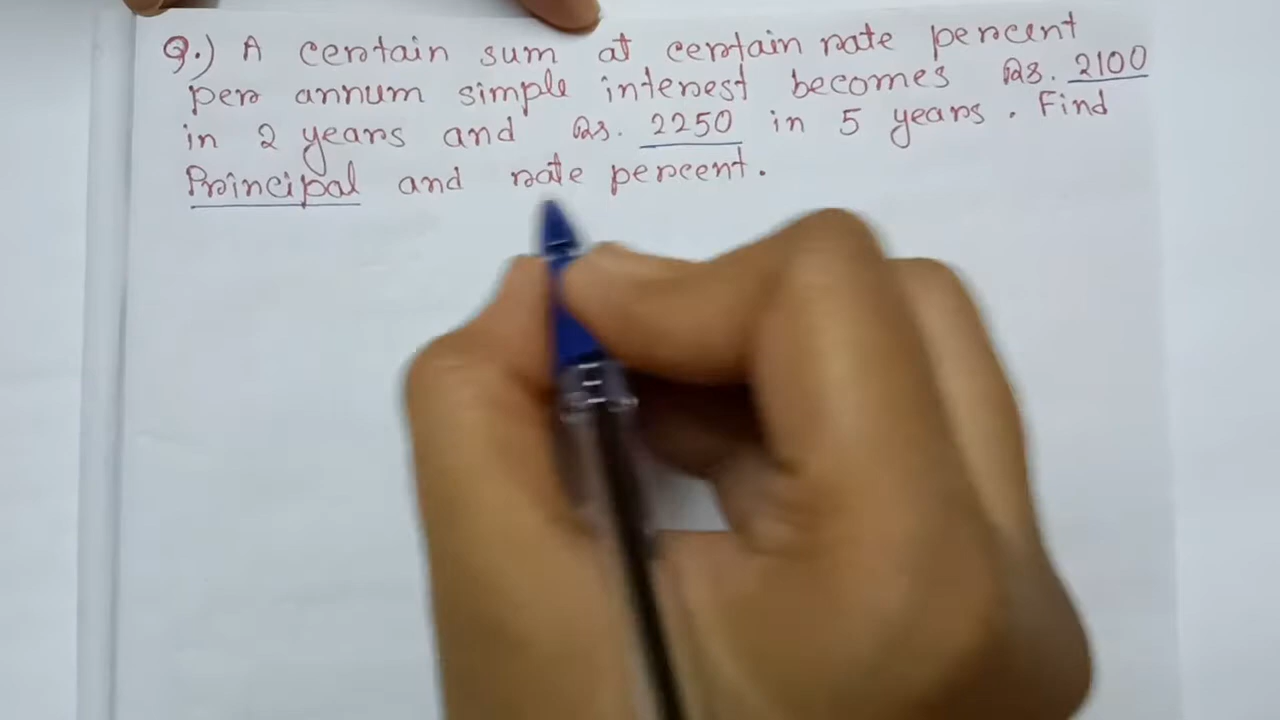 Q.) A certain sum at certain rate percent
per annum simple interest becomes Rs. 2100
in 2 years and Rs. 2250 in 5 years. Find
Principal and rate percent.